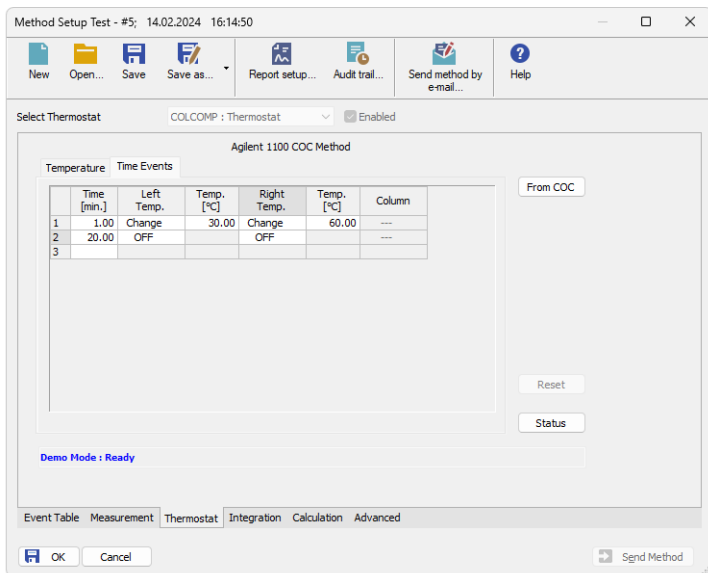 Method Setup Test - #5; 14.02.2024 16:14:50
New Open... Save Save as... Report setup... Audit trail... Send method by e-mail... Help
Select Thermostat COLCOMP : Thermostat Enabled
Agilent 1100 COC Method
Temperature Time Events
From COC
Time [min.] Left Temp. Temp. [°C] Right Temp. Temp. [°C] Column
1 1.00 Change 30.00 Change 60.00 ---
2 20.00 OFF OFF ---
3
Reset
Status
Demo Mode : Ready
Event Table Measurement Thermostat Integration Calculation Advanced
OK Cancel Send Method